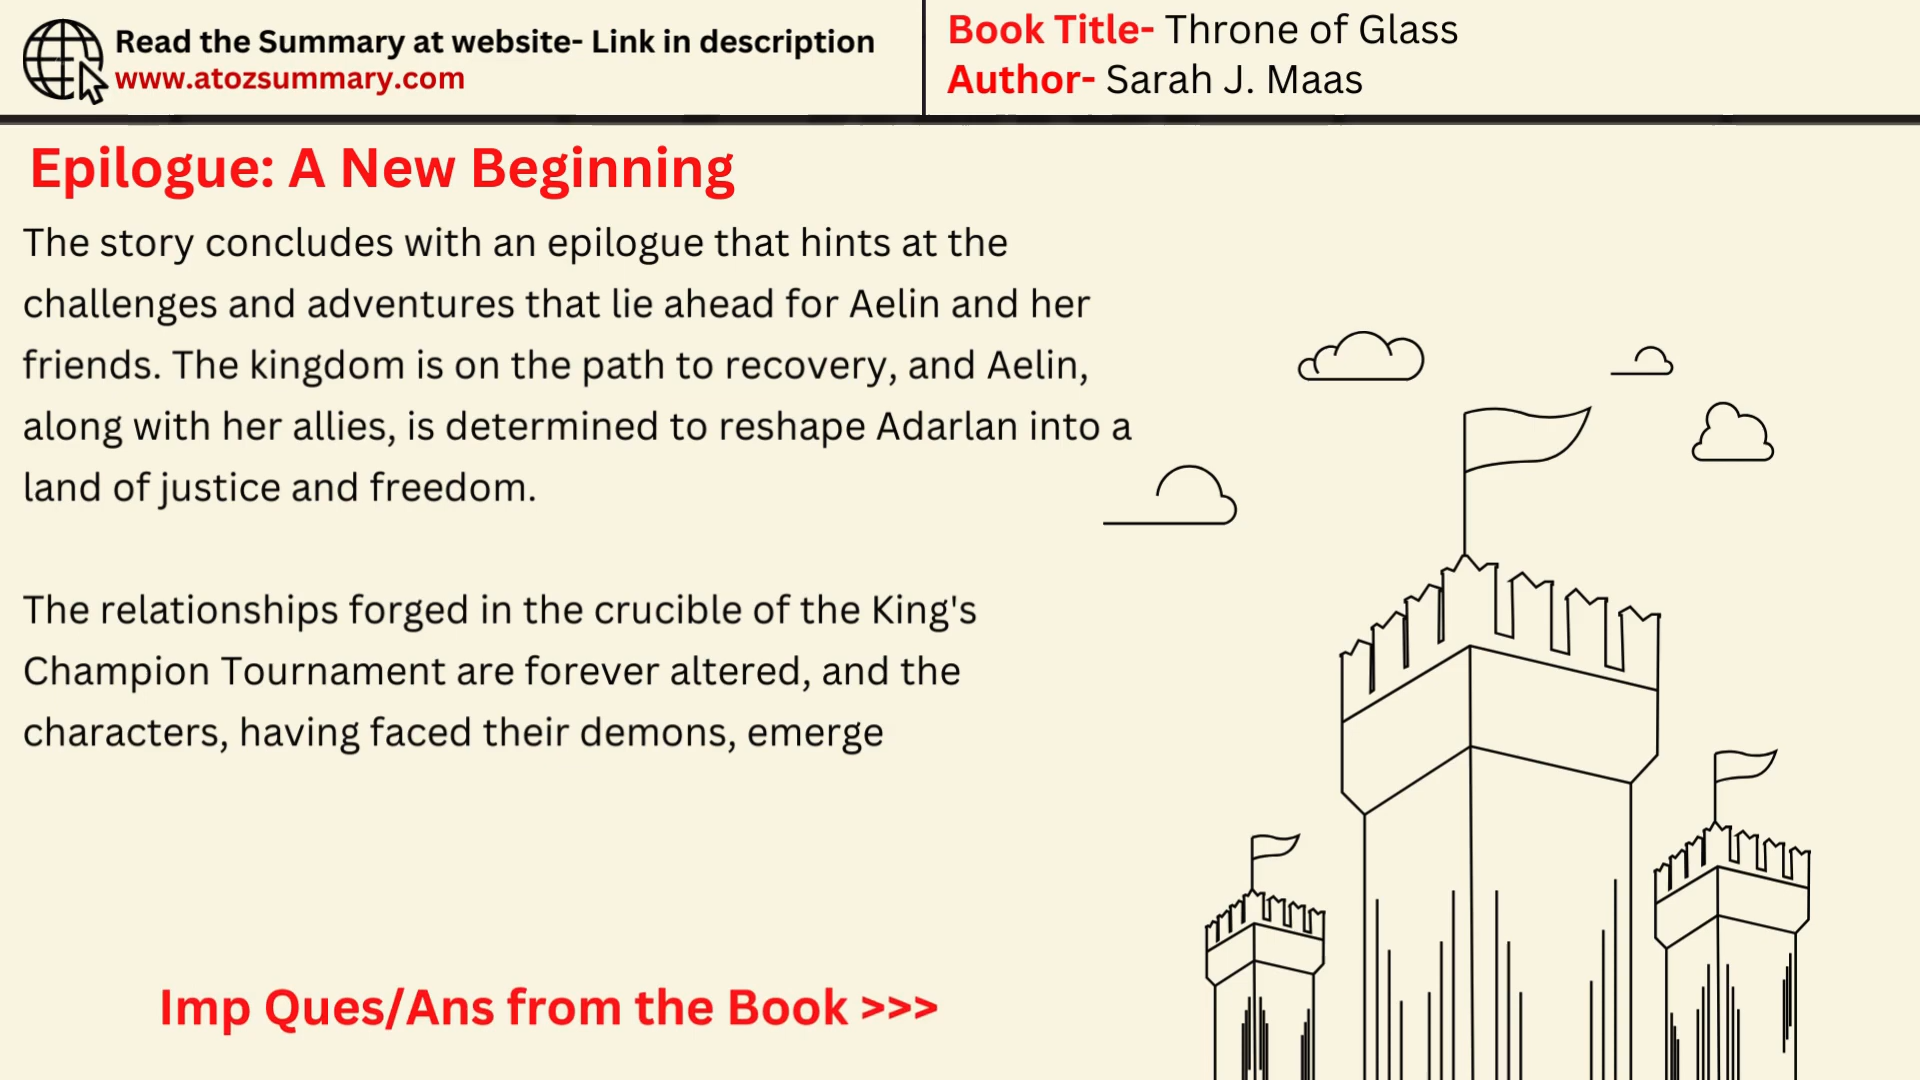 Read the Summary at website- Link in description
www.atozsummary.com
Book Title- Throne of Glass
Author- Sarah J. Maas
Epilogue: A New Beginning
The story concludes with an epilogue that hints at the
challenges and adventures that lie ahead for Aelin and her
friends. The kingdom is on the path to recovery, and Aelin,
along with her allies, is determined to reshape Adarlan into a
land of justice and freedom.
The relationships forged in the crucible of the King's
Champion Tournament are forever altered, and the
characters, having faced their demons, emerge
Imp Ques/Ans from the Book >>>